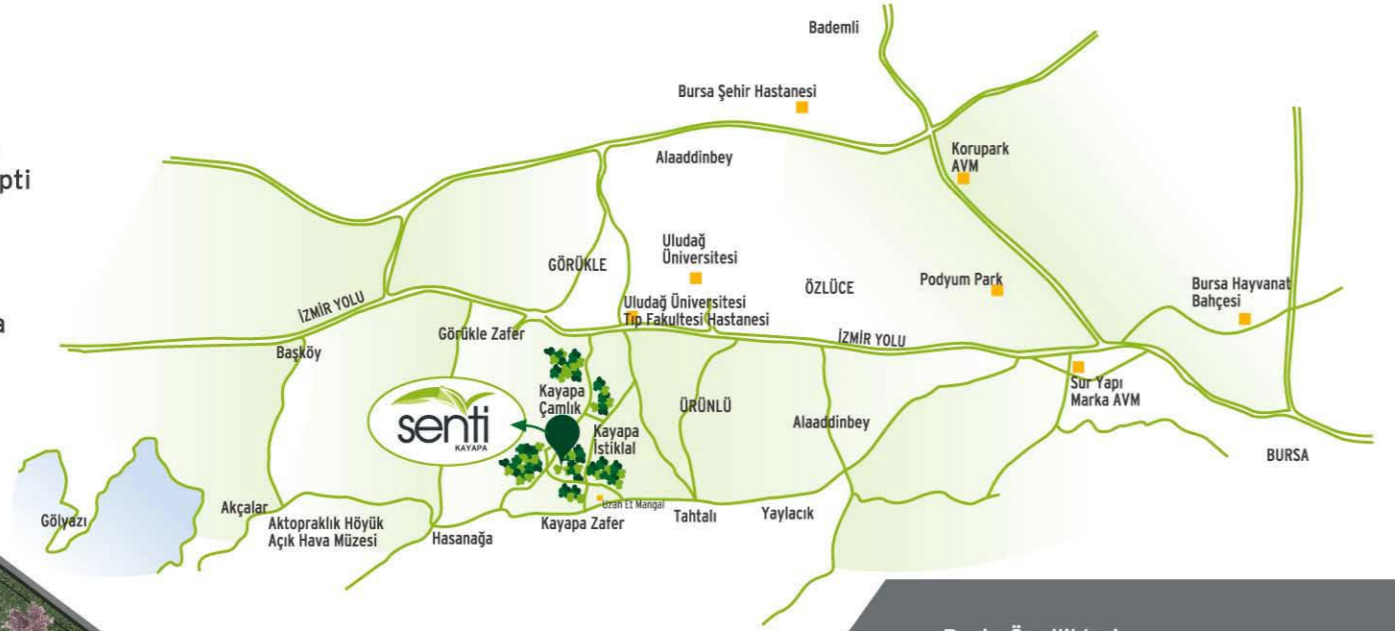 Bademli
Bursa Şehir Hastanesi
Korupark
AVM
Alaaddinbey
pti
Uludağ
Üniversitesi
GÖRÜKLE
ÖZLÜCE
Podyum Park
Bursa Hayvanat
Bahçesi
İZMİR YOLU
Uludağ Üniversitesi
Tıp Fakultesi Hastanesi
a
Görükle Zafer
İZMİR YOLU
Başköy
Sur Yapı
Marka AVM
Kayapa
Çamlık
senti
KAYAPA
ÜRÜNLÜ
Alaaddinbey
Kayapa
İstiklal
BURSA
Akçalar
Gölyazı
Uzan Et Mangal
Aktopraklık Höyük
Açık Hava Müzesi
Hasanağa
Kayapa Zafer
Tahtalı
Yaylacık